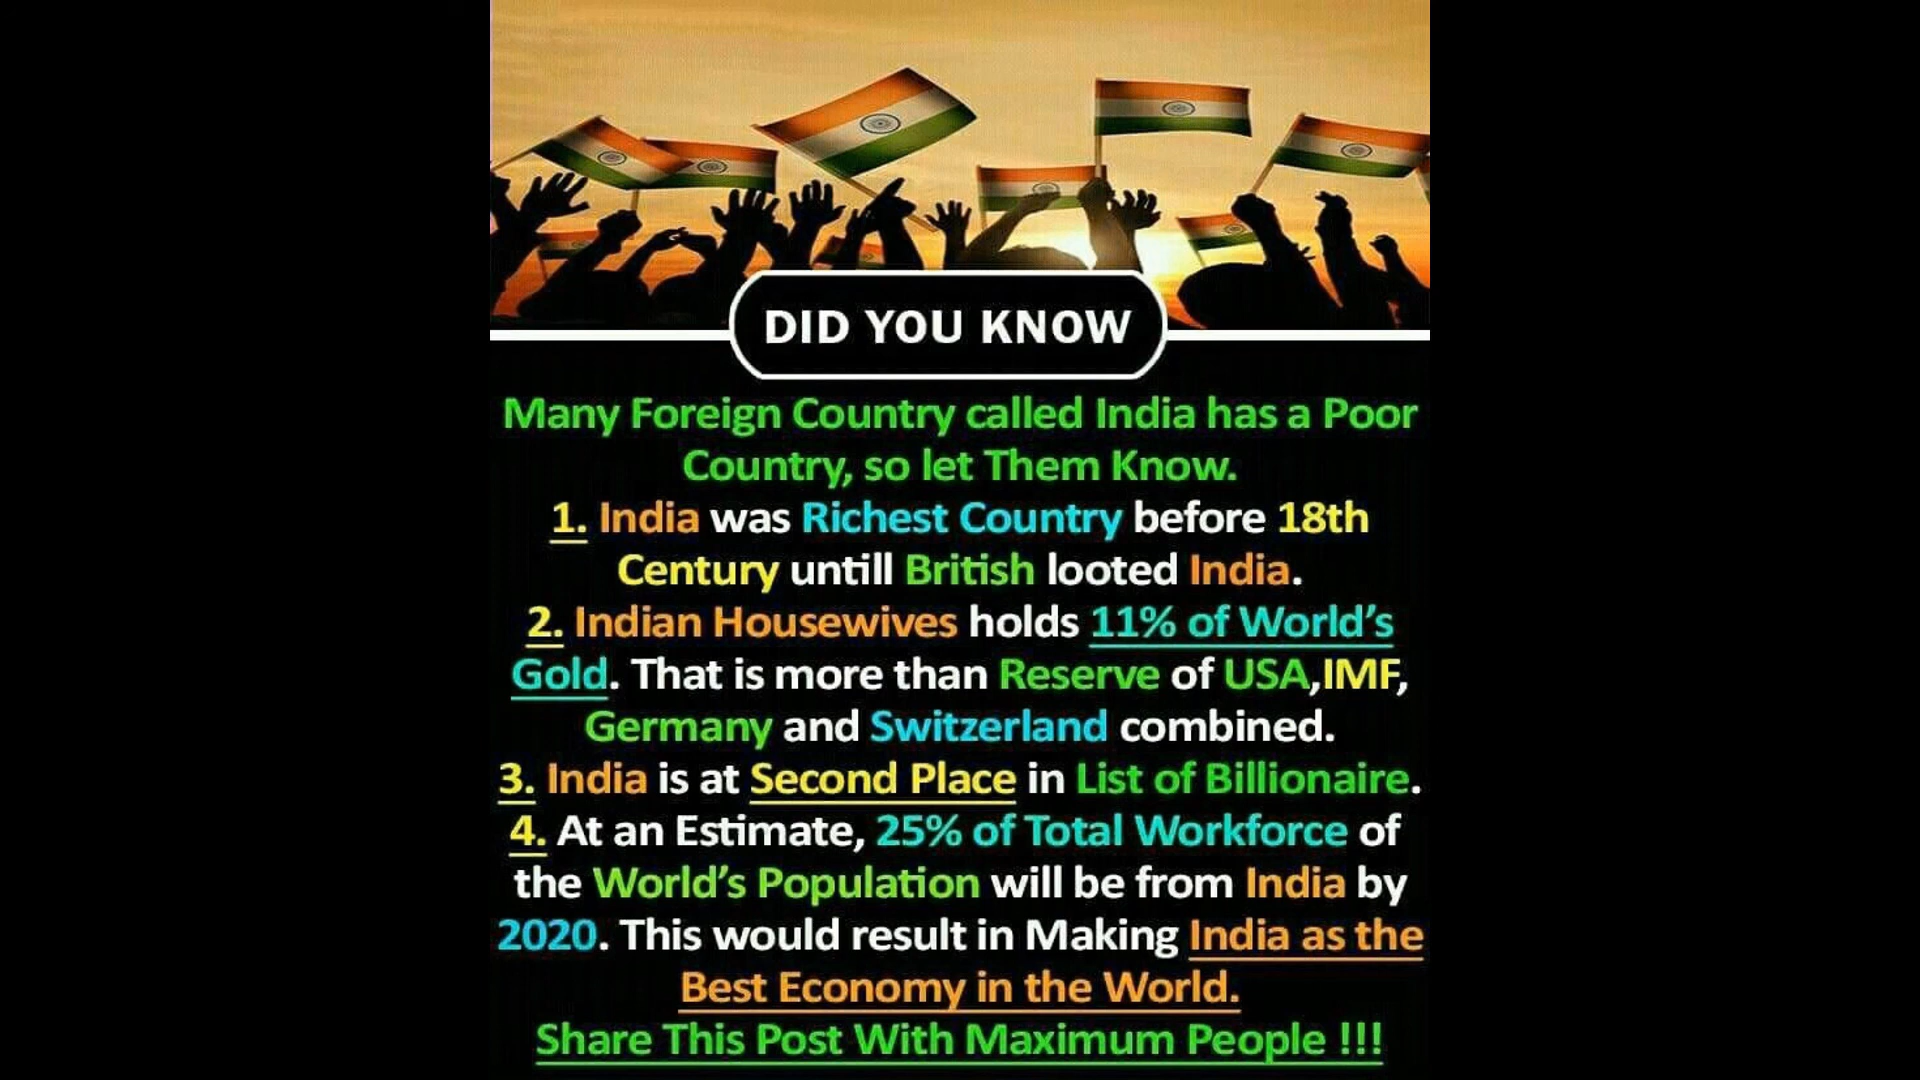 DID YOU KNOW
Many Foreign Country called India has a Poor
Country, so let Them Know.
1. India was Richest Country before 18th
Century untill British looted India.
2. Indian Housewives holds 11% of World's
Gold. That is more than Reserve of USA,IMF,
Germany and Switzerland combined.
3. India is at Second Place in List of Billionaire.
4. At an Estimate, 25% of Total Workforce of
the World's Population will be from India by
2020. This would result in Making India as the
Best Economy in the World.
Share This Post With Maximum People !!!